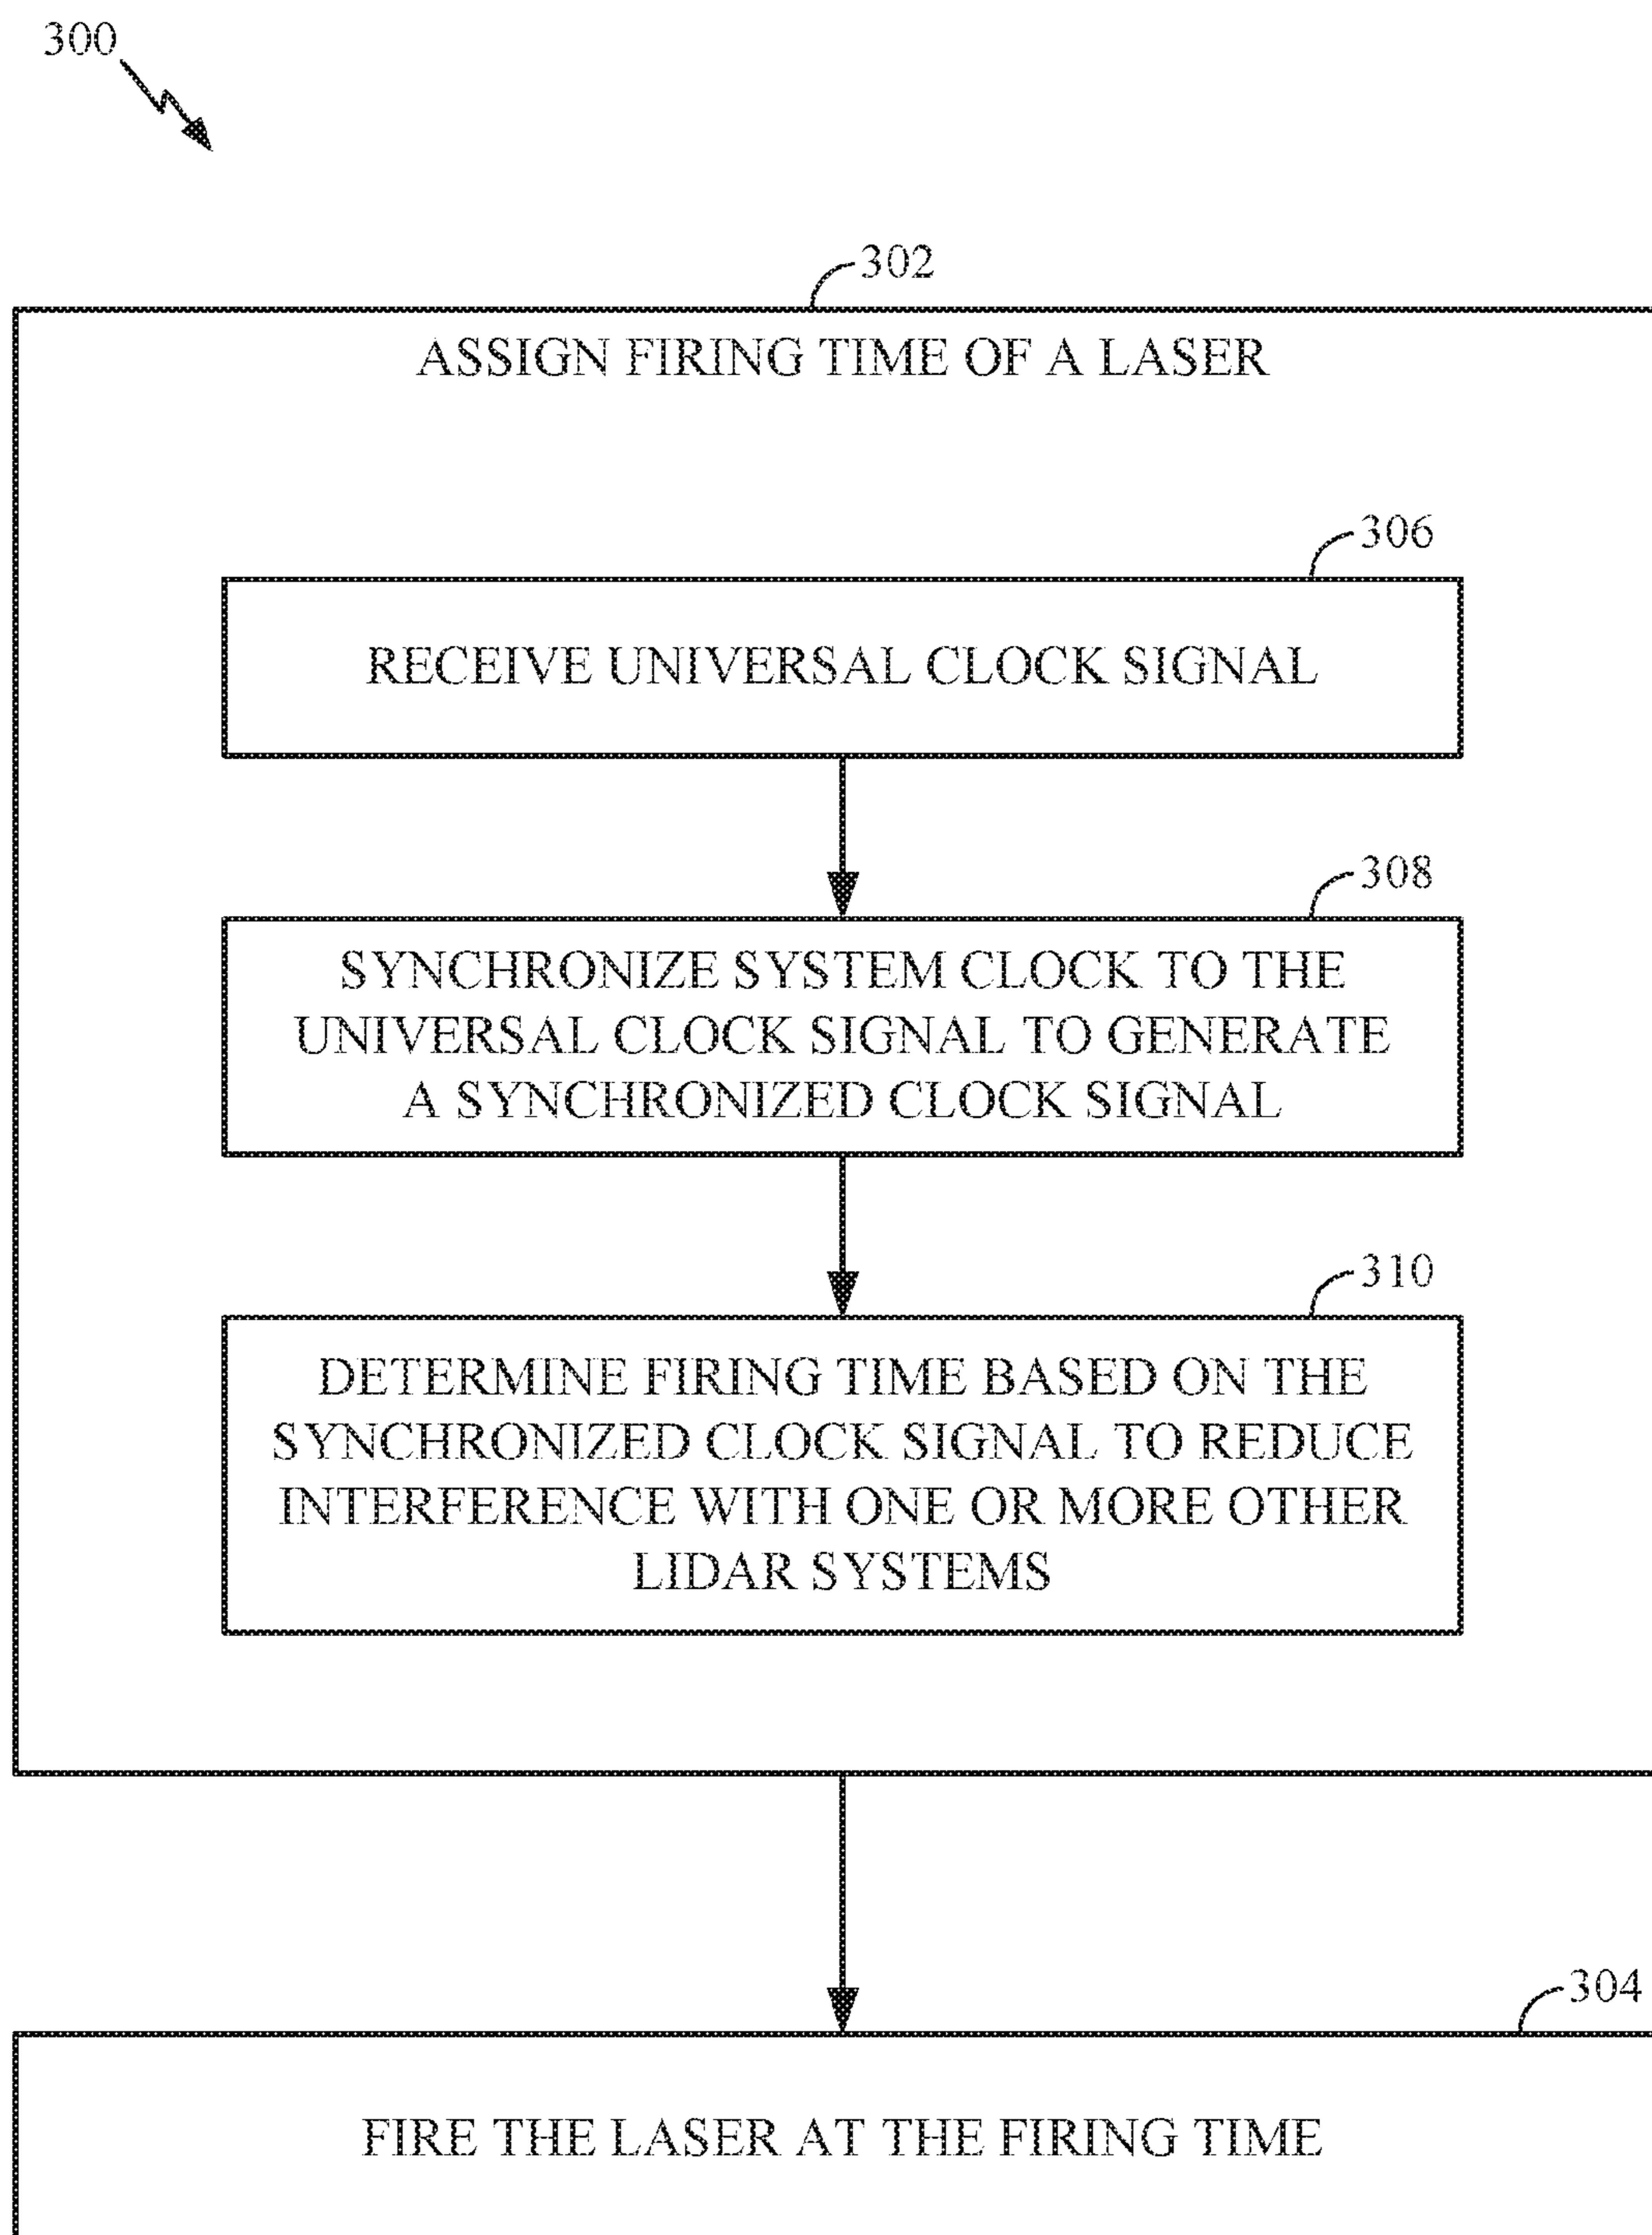 300
302
ASSIGN FIRING TIME OF A LASER
306
RECEIVE UNIVERSAL CLOCK SIGNAL
308
SYNCHRONIZE SYSTEM CLOCK TO THE
UNIVERSAL CLOCK SIGNAL TO GENERATE
A SYNCHRONIZED CLOCK SIGNAL
310
DETERMINE FIRING TIME BASED ON THE
SYNCHRONIZED CLOCK SIGNAL TO REDUCE
INTERFERENCE WITH ONE OR MORE OTHER
LIDAR SYSTEMS
304
FIRE THE LASER AT THE FIRING TIME